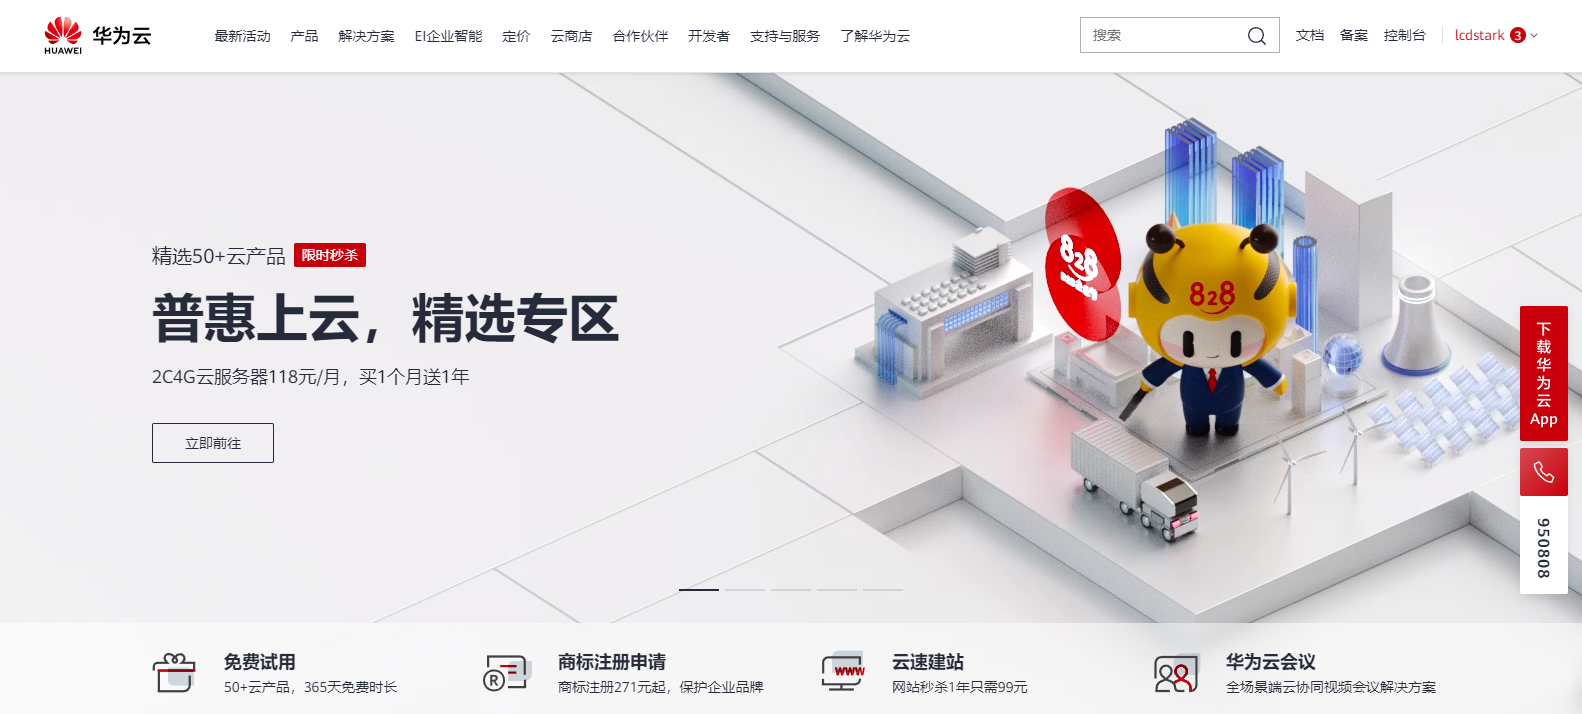 HUAWEI
华为云
最新活动 产品 解决方案 EI企业智能 定价 云商店 合作伙伴 开发者 支持与服务 了解华为云
搜索
文档 备案 控制台 lcdstark 3
精选50+云产品 限时秒杀
普惠上云，精选专区
2C4G云服务器118元/月，买1个月送1年
立即前往
828
828
下载华为云App
950808
免费试用
50+云产品，365天免费时长
R
商标注册申请
商标注册271元起，保护企业品牌
www
云速建站
网站秒杀1年只需99元
华为云会议
全场景端云协同视频会议解决方案